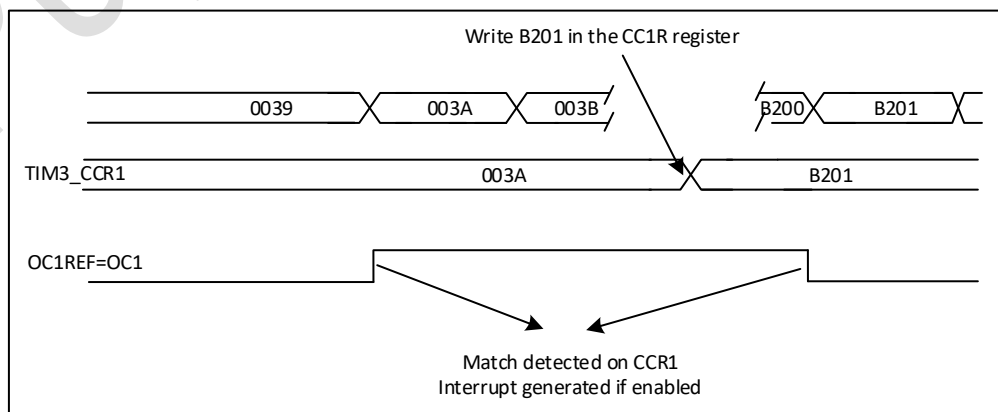 Write B201 in the CC1R register
0039 003A 003B B200 B201
TIM3_CCR1 003A B201
OC1REF=OC1
Match detected on CCR1
Interrupt generated if enabled